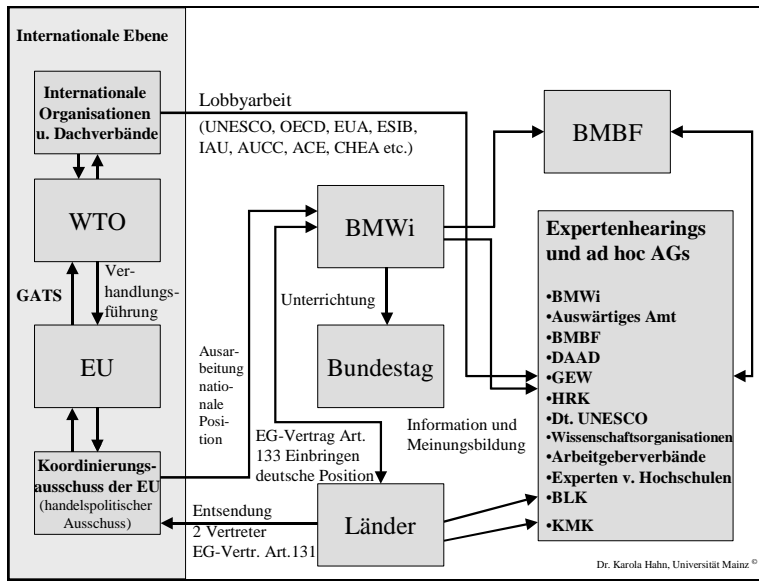 Internationale Ebene
Internationale
Organisationen
u. Dachverbände
Lobbyarbeit
(UNESCO, OECD, EUA, ESIB,
IAU, AUCC, ACE, CHEA etc.)
BMBF
WTO
BMWi
GATS
Ver-
handlungs-
führung
Unterrichtung
EU
Bundestag
Ausar-
beitung
natio-
nale
Posi-
tion
EG-Vertrag Art.
133 Einbringen
deutsche Position
Information und
Meinungsbildung
Koordinierungs-
ausschuss der EU
(handelspolitischer
Ausschuss)
Entsendung
2 Vertreter
EG-Vertr. Art.131
Länder
Expertenhearings
und ad hoc AGs
•BMWi
•Auswärtiges Amt
•BMBF
•DAAD
•GEW
•HRK
•Dt. UNESCO
•Wissenschaftsorganisationen
•Arbeitgeberverbände
•Experten v. Hochschulen
•BLK
•KMK
Dr. Karola Hahn, Universität Mainz ©